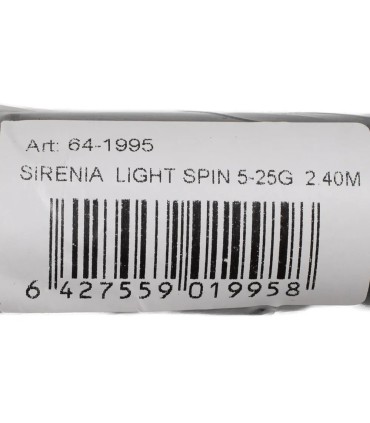 Art: 64-1995
SIRENIA LIGHT SPIN 5-25G 2.40M
6 427559 019958